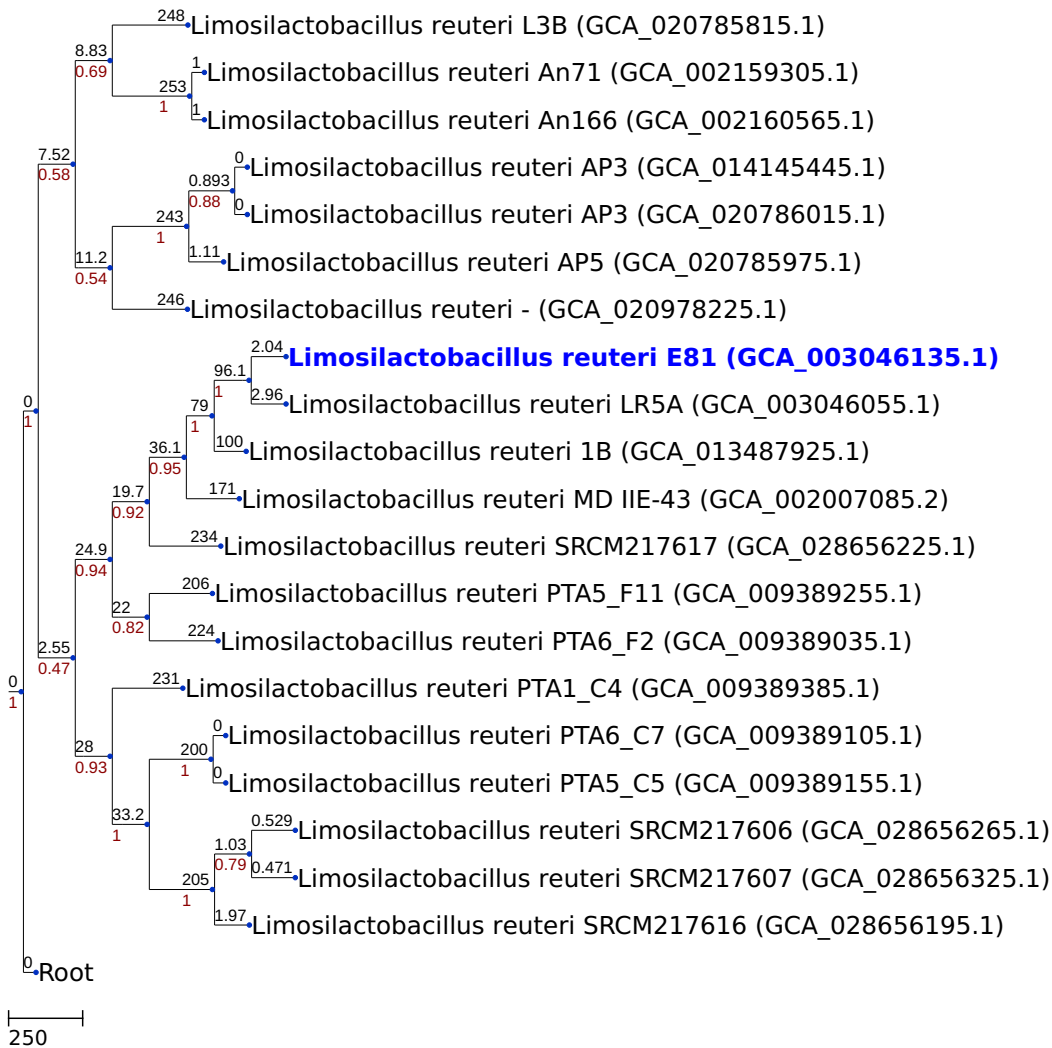 248 Limosilactobacillus reuteri L3B (GCA_020785815.1)
8.83
0.69
1 Limosilactobacillus reuteri An71 (GCA_002159305.1)
253
1
1 Limosilactobacillus reuteri An166 (GCA_002160565.1)
7.52
0.58
0 Limosilactobacillus reuteri AP3 (GCA_014145445.1)
0.893
0.88
0 Limosilactobacillus reuteri AP3 (GCA_020786015.1)
243
1
1.11 Limosilactobacillus reuteri AP5 (GCA_020785975.1)
11.2
0.54
246 Limosilactobacillus reuteri - (GCA_020978225.1)
2.04 Limosilactobacillus reuteri E81 (GCA_003046135.1)
96.1
1
2.96 Limosilactobacillus reuteri LR5A (GCA_003046055.1)
0
1
79
1
100 Limosilactobacillus reuteri 1B (GCA_013487925.1)
36.1
0.95
171 Limosilactobacillus reuteri MD IIE-43 (GCA_002007085.2)
19.7
0.92
234 Limosilactobacillus reuteri SRCM217617 (GCA_028656225.1)
24.9
0.94
206 Limosilactobacillus reuteri PTA5_F11 (GCA_009389255.1)
22
0.82
224 Limosilactobacillus reuteri PTA6_F2 (GCA_009389035.1)
2.55
0.47
0
1
231 Limosilactobacillus reuteri PTA1_C4 (GCA_009389385.1)
0 Limosilactobacillus reuteri PTA6_C7 (GCA_009389105.1)
28
0.93
200
1
0 Limosilactobacillus reuteri PTA5_C5 (GCA_009389155.1)
33.2
1
0.529 Limosilactobacillus reuteri SRCM217606 (GCA_028656265.1)
1.03
0.79
0.471 Limosilactobacillus reuteri SRCM217607 (GCA_028656325.1)
205
1
1.97 Limosilactobacillus reuteri SRCM217616 (GCA_028656195.1)
0 Root
250